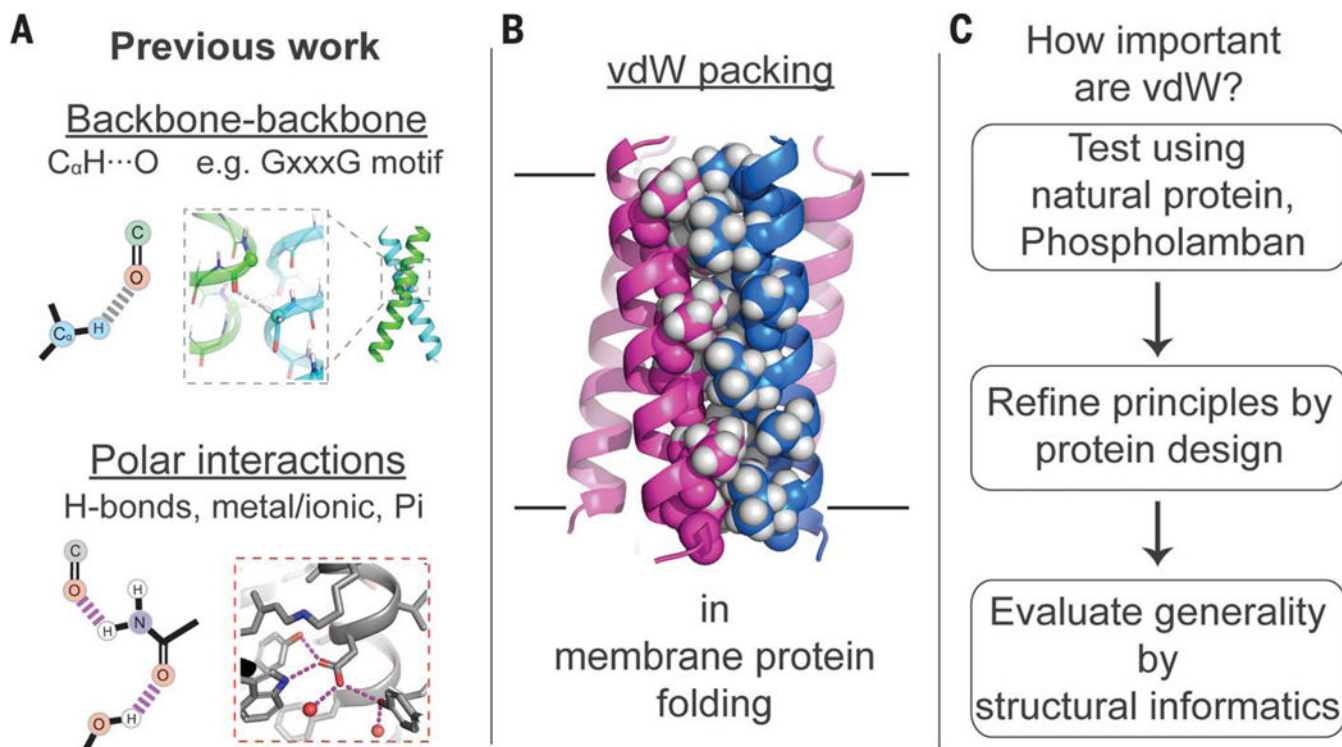 A
Previous work
Backbone-backbone
CαH···O e.g. GxxxG motif
C
O
Cα
H
Polar interactions
H-bonds, metal/ionic, Pi
C
O
H
H
N
O
O
H
B
vdW packing
in
membrane protein
folding
C
How important
are vdW?
Test using
natural protein,
Phospholamban
Refine principles by
protein design
Evaluate generality
by
structural informatics